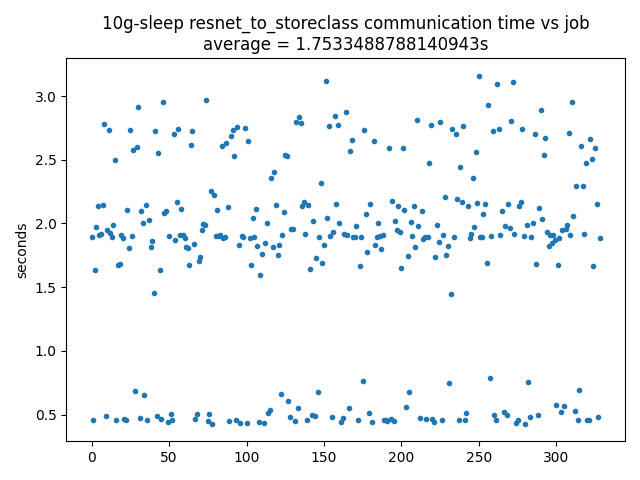 10g-sleep resnet_to_storeclass communication time vs job
average = 1.7533488788140943s
3.0
2.5
2.0
1.5
1.0
0.5
seconds
0 50 100 150 200 250 300